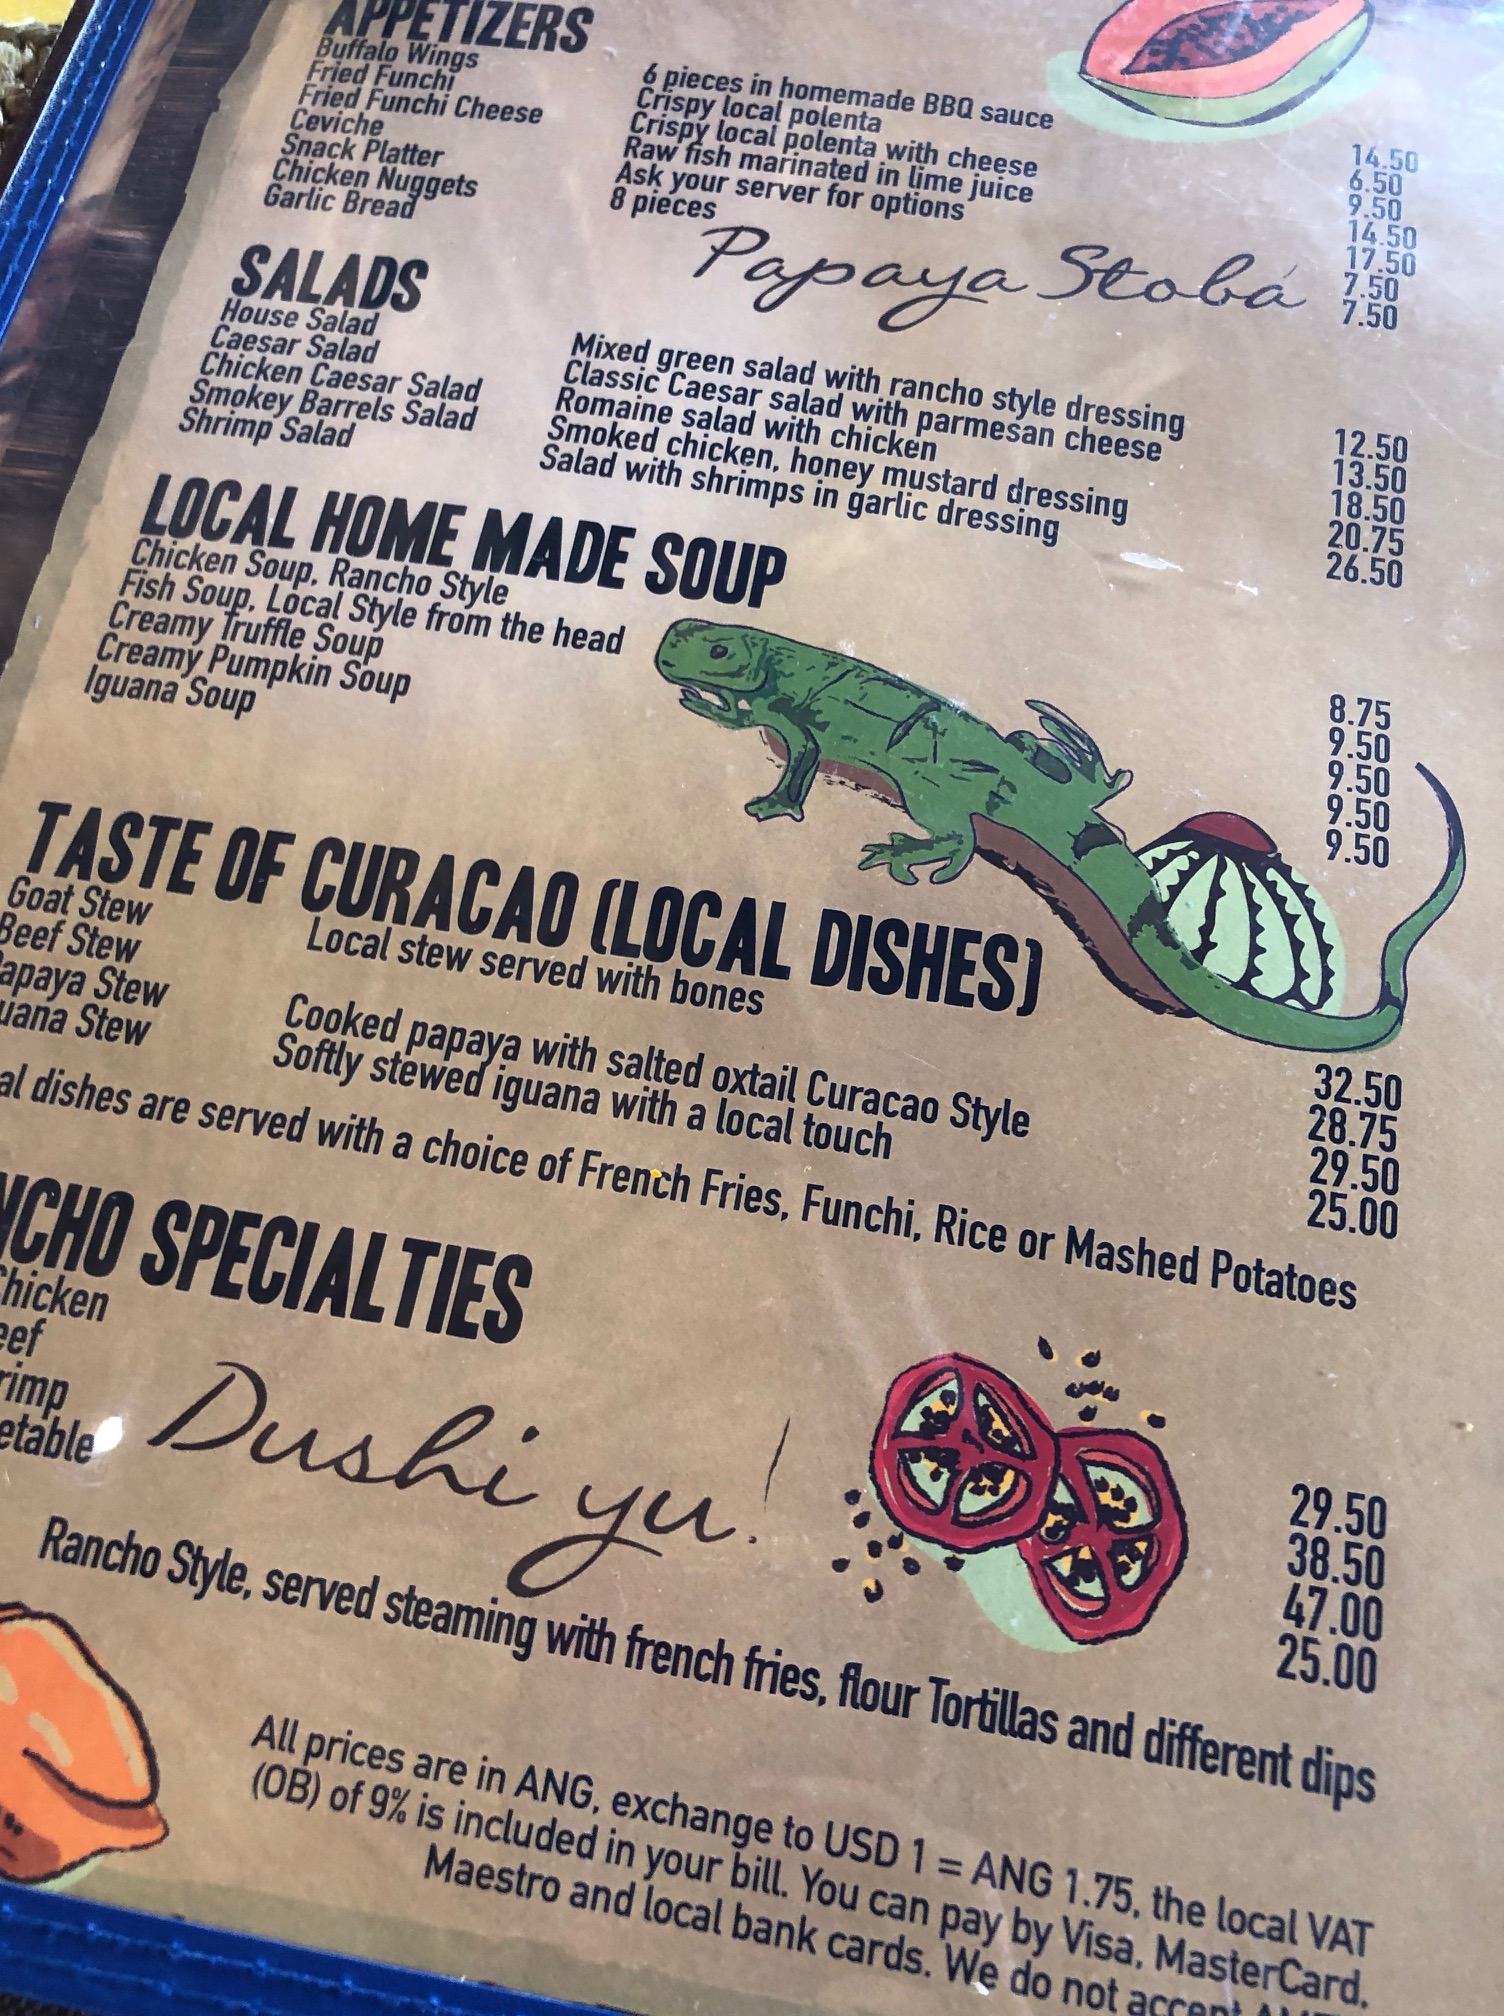 APPETIZERS
Buffalo Wings 6 pieces in homemade BBQ sauce 14.50
Fried Funchi Crispy local polenta 6.50
Fried Funchi Cheese Crispy local polenta with cheese 9.50
Ceviche Raw fish marinated in lime juice 14.50
Snack Platter Ask your server for options 17.50
Chicken Nuggets 8 pieces 7.50
Garlic Bread 7.50
Papaya Stobá
SALADS
House Salad Mixed green salad with rancho style dressing 12.50
Caesar Salad Classic Caesar salad with parmesan cheese 13.50
Chicken Caesar Salad Romaine salad with chicken 18.50
Smokey Barrels Salad Smoked chicken, honey mustard dressing 20.75
Shrimp Salad Salad with shrimps in garlic dressing 26.50
LOCAL HOME MADE SOUP
Chicken Soup, Rancho Style 8.75
Fish Soup, Local Style from the head 9.50
Creamy Truffle Soup 9.50
Creamy Pumpkin Soup 9.50
Iguana Soup 9.50
TASTE OF CURACAO (LOCAL DISHES)
Goat Stew Local stew served with bones 32.50
Beef Stew 28.75
apaya Stew Cooked papaya with salted oxtail Curacao Style 29.50
uana Stew Softly stewed iguana with a local touch 25.00
al dishes are served with a choice of French Fries, Funchi, Rice or Mashed Potatoes
NCHO SPECIALTIES
Chicken 29.50
eef 38.50
rimp 47.00
etable 25.00
Dushi yu!
Rancho Style, served steaming with french fries, flour Tortillas and different dips
All prices are in ANG, exchange to USD 1 = ANG 1.75, the local VAT
(OB) of 9% is included in your bill. You can pay by Visa, MasterCard,
Maestro and local bank cards. We do not accept